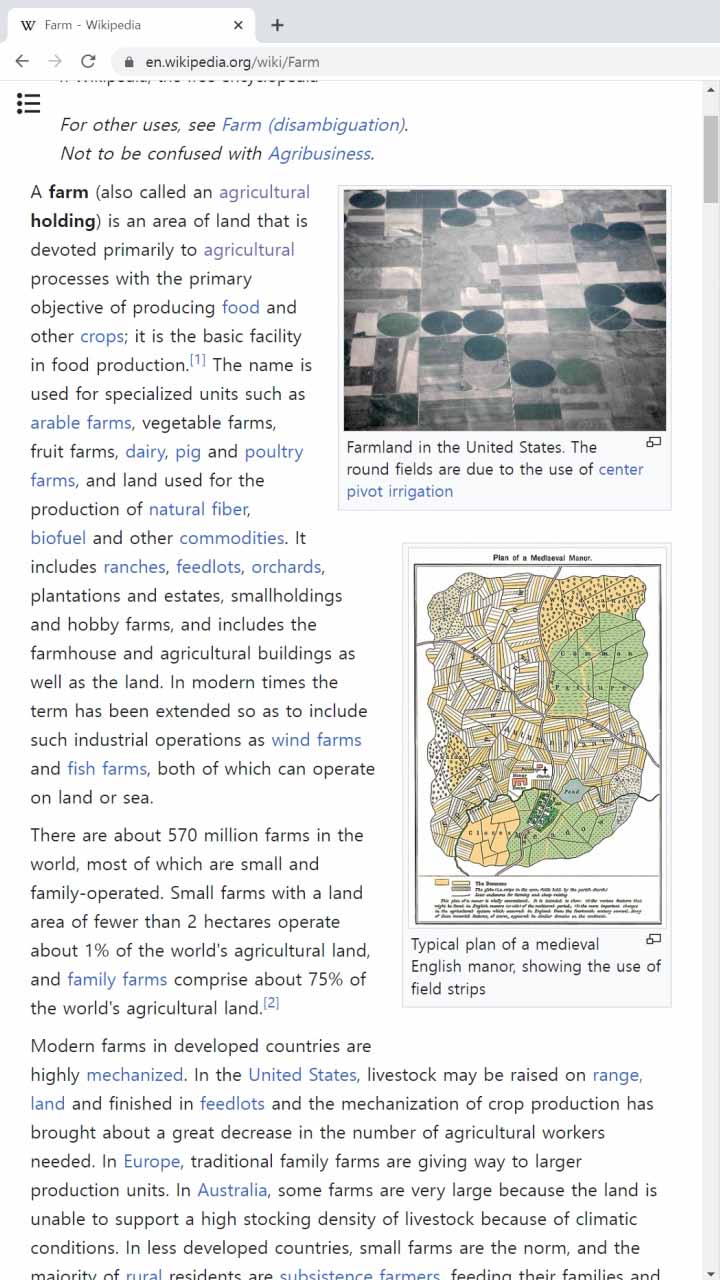 Farm - Wikipedia
en.wikipedia.org/wiki/Farm
For other uses, see Farm (disambiguation).
Not to be confused with Agribusiness.
A farm (also called an agricultural
holding) is an area of land that is
devoted primarily to agricultural
processes with the primary
objective of producing food and
other crops; it is the basic facility
in food production.[1] The name is
used for specialized units such as
arable farms, vegetable farms,
fruit farms, dairy, pig and poultry
farms, and land used for the
production of natural fiber,
biofuel and other commodities. It
includes ranches, feedlots, orchards,
plantations and estates, smallholdings
and hobby farms, and includes the
farmhouse and agricultural buildings as
well as the land. In modern times the
term has been extended so as to include
such industrial operations as wind farms
and fish farms, both of which can operate
on land or sea.
Farmland in the United States. The
round fields are due to the use of center
pivot irrigation
Plan of a Mediaeval Manor.
Common
Pasture
Pond
Close
Meadow
The Demesne
Typical plan of a medieval
English manor, showing the use of
field strips
There are about 570 million farms in the
world, most of which are small and
family-operated. Small farms with a land
area of fewer than 2 hectares operate
about 1% of the world's agricultural land,
and family farms comprise about 75% of
the world's agricultural land.[2]
Modern farms in developed countries are
highly mechanized. In the United States, livestock may be raised on range,
land and finished in feedlots and the mechanization of crop production has
brought about a great decrease in the number of agricultural workers
needed. In Europe, traditional family farms are giving way to larger
production units. In Australia, some farms are very large because the land is
unable to support a high stocking density of livestock because of climatic
conditions. In less developed countries, small farms are the norm, and the
majority of rural residents are subsistence farmers, feeding their families and